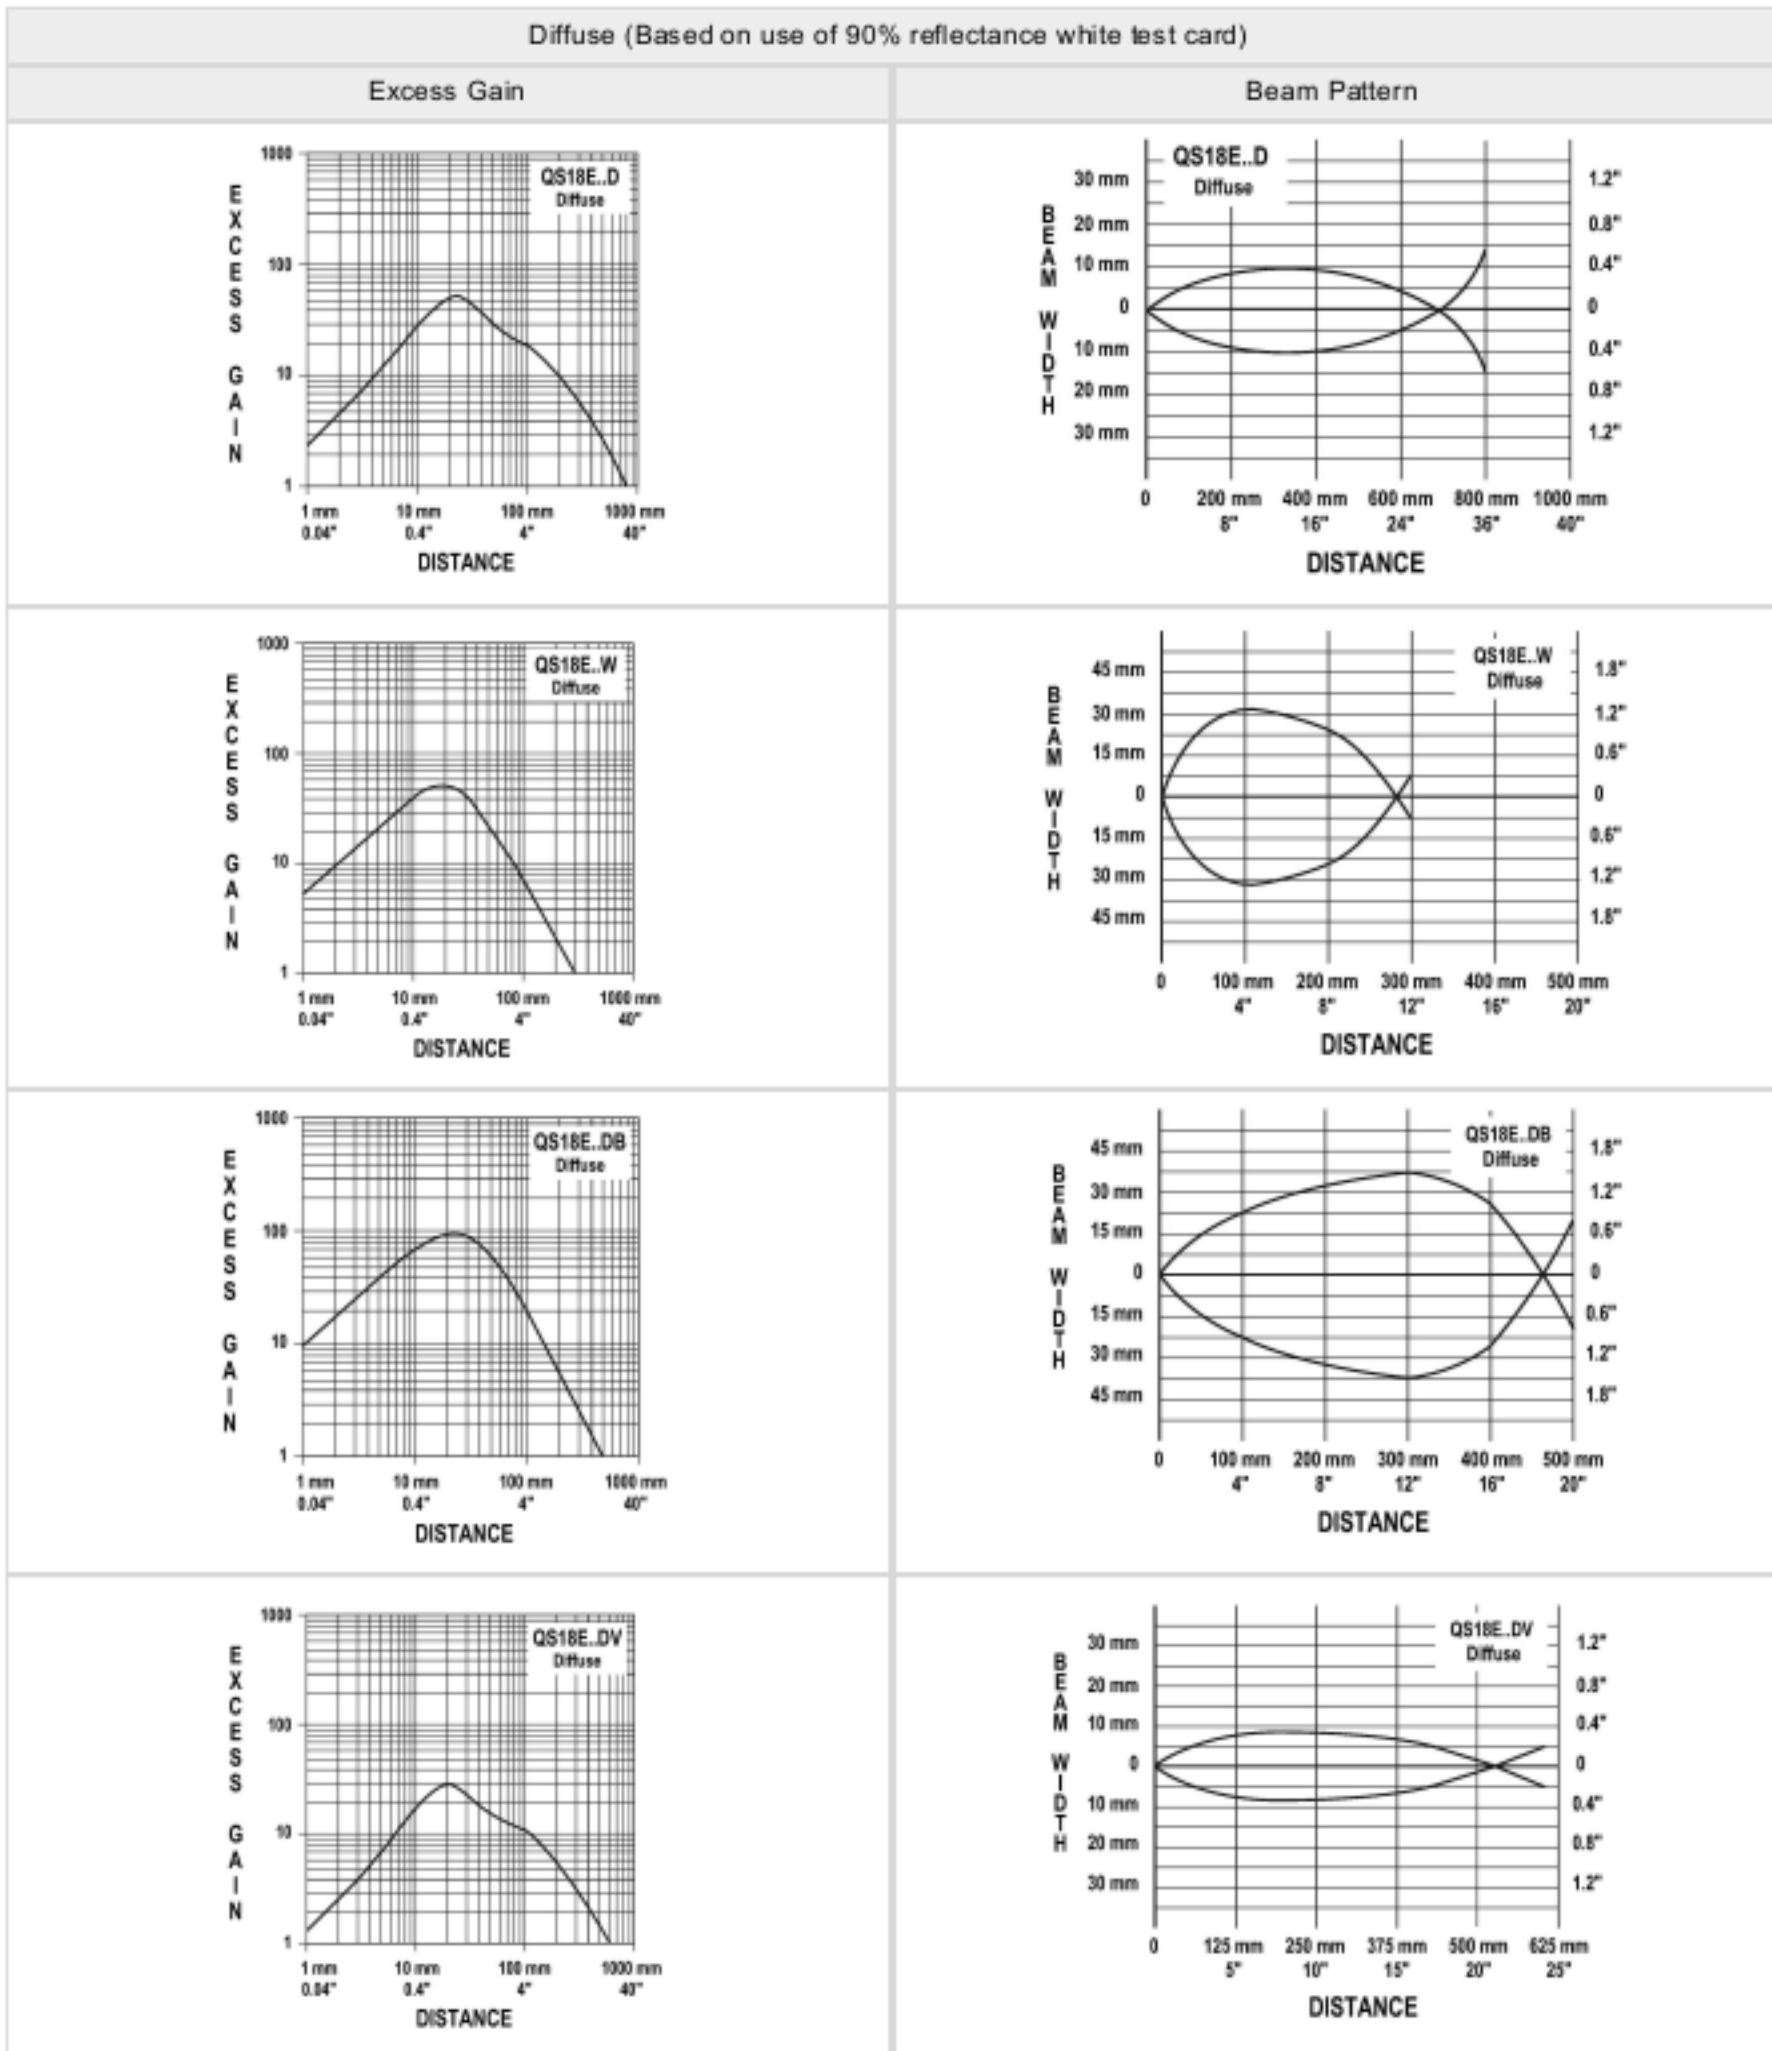 Diffuse (Based on use of 90% reflectance white test card)
Excess Gain
Beam Pattern
EXCESS GAIN
1000
100
10
1
QS18E..D
Diffuse
1 mm 10 mm 100 mm 1000 mm
0.04" 0.4" 4" 40"
DISTANCE
BEAM WIDTH
QS18E..D
Diffuse
30 mm 1.2"
20 mm 0.8"
10 mm 0.4"
0 0
10 mm 0.4"
20 mm 0.8"
30 mm 1.2"
0 200 mm 400 mm 600 mm 800 mm 1000 mm
8" 16" 24" 36" 40"
DISTANCE
EXCESS GAIN
1000
100
10
1
QS18E..W
Diffuse
1 mm 10 mm 100 mm 1000 mm
0.04" 0.4" 4" 40"
DISTANCE
BEAM WIDTH
QS18E..W
Diffuse
45 mm 1.8"
30 mm 1.2"
15 mm 0.6"
0 0
15 mm 0.6"
30 mm 1.2"
45 mm 1.8"
0 100 mm 200 mm 300 mm 400 mm 500 mm
4" 8" 12" 16" 20"
DISTANCE
EXCESS GAIN
1000
100
10
1
QS18E..DB
Diffuse
1 mm 10 mm 100 mm 1000 mm
0.04" 0.4" 4" 40"
DISTANCE
BEAM WIDTH
QS18E..DB
Diffuse
45 mm 1.8"
30 mm 1.2"
15 mm 0.6"
0 0
15 mm 0.6"
30 mm 1.2"
45 mm 1.8"
0 100 mm 200 mm 300 mm 400 mm 500 mm
4" 8" 12" 16" 20"
DISTANCE
EXCESS GAIN
1000
100
10
1
QS18E..DV
Diffuse
1 mm 10 mm 100 mm 1000 mm
0.04" 0.4" 4" 40"
DISTANCE
BEAM WIDTH
QS18E..DV
Diffuse
30 mm 1.2"
20 mm 0.8"
10 mm 0.4"
0 0
10 mm 0.4"
20 mm 0.8"
30 mm 1.2"
0 125 mm 250 mm 375 mm 500 mm 625 mm
5" 10" 15" 20" 25"
DISTANCE